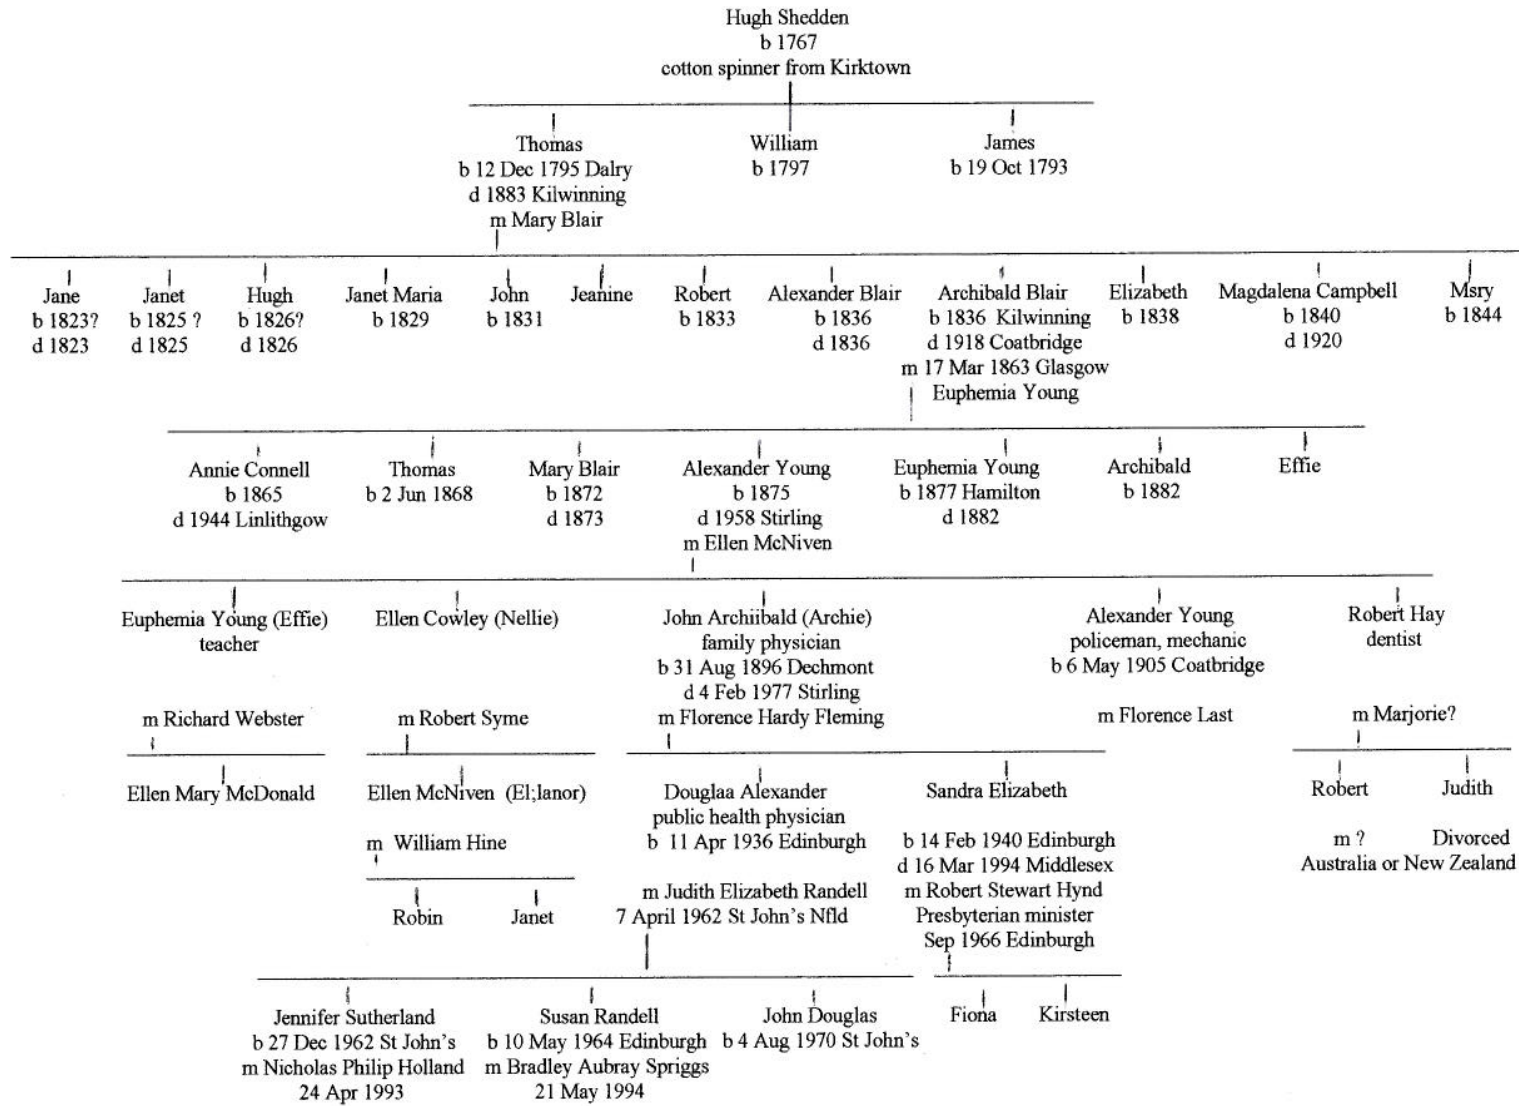 Hugh Shedden
b 1767
cotton spinner from Kirktown
Thomas
b 12 Dec 1795 Dalry
d 1883 Kilwinning
m Mary Blair
William
b 1797
James
b 19 Oct 1793
Jane
b 1823?
d 1823
Janet
b 1825 ?
d 1825
Hugh
b 1826?
d 1826
Janet Maria
b 1829
John
b 1831
Jeanine
Robert
b 1833
Alexander Blair
b 1836
d 1836
Archibald Blair
b 1836 Kilwinning
d 1918 Coatbridge
m 17 Mar 1863 Glasgow
Euphemia Young
Elizabeth
b 1838
Magdalena Campbell
b 1840
d 1920
Msry
b 1844
Annie Connell
b 1865
d 1944 Linlithgow
Thomas
b 2 Jun 1868
Mary Blair
b 1872
d 1873
Alexander Young
b 1875
d 1958 Stirling
m Ellen McNiven
Euphemia Young
b 1877 Hamilton
d 1882
Archibald
b 1882
Effie
Euphemia Young (Effie)
teacher
m Richard Webster
Ellen Cowley (Nellie)
m Robert Syme
John Archiibald (Archie)
family physician
b 31 Aug 1896 Dechmont
d 4 Feb 1977 Stirling
m Florence Hardy Fleming
Alexander Young
policeman, mechanic
b 6 May 1905 Coatbridge
m Florence Last
Robert Hay
dentist
m Marjorie?
Ellen Mary McDonald
Ellen McNiven (El;lanor)
m William Hine
Douglaa Alexander
public health physician
b 11 Apr 1936 Edinburgh
m Judith Elizabeth Randell
7 April 1962 St John's Nfld
Sandra Elizabeth
b 14 Feb 1940 Edinburgh
d 16 Mar 1994 Middlesex
m Robert Stewart Hynd
Presbyterian minister
Sep 1966 Edinburgh
Robert
m ?
Judith
Divorced
Australia or New Zealand
Robin
Janet
Jennifer Sutherland
b 27 Dec 1962 St John's
m Nicholas Philip Holland
24 Apr 1993
Susan Randell
b 10 May 1964 Edinburgh
m Bradley Aubray Spriggs
21 May 1994
John Douglas
b 4 Aug 1970 St John's
Fiona
Kirsteen